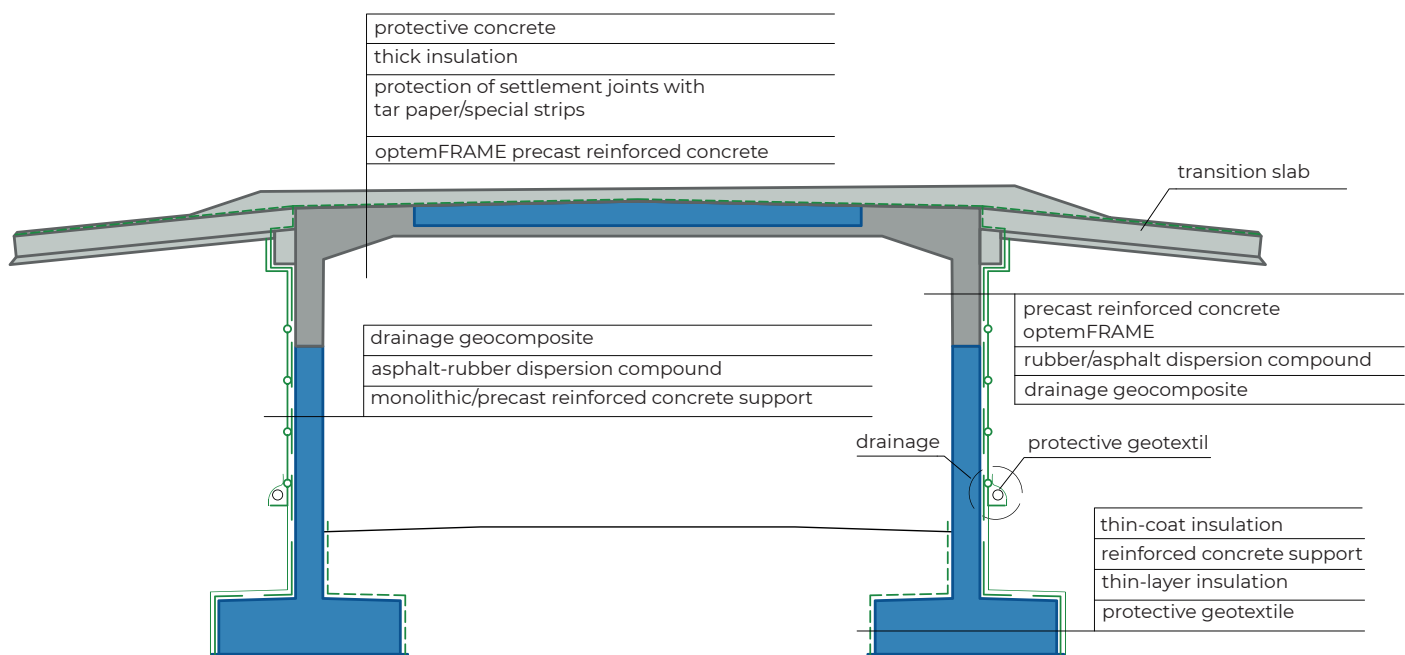 protective concrete
thick insulation
protection of settlement joints with
tar paper/special strips
optemFRAME precast reinforced concrete
transition slab
precast reinforced concrete
optemFRAME
rubber/asphalt dispersion compound
drainage geocomposite
drainage geocomposite
asphalt-rubber dispersion compound
monolithic/precast reinforced concrete support
drainage
protective geotextil
thin-coat insulation
reinforced concrete support
thin-layer insulation
protective geotextile